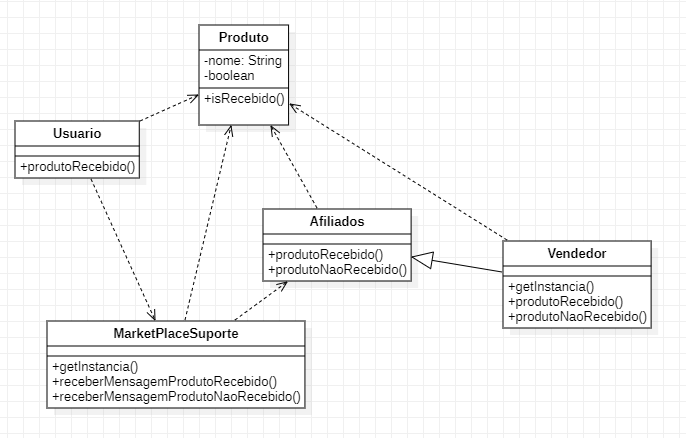 Produto
-nome: String
-boolean
+isRecebido()
Usuario
+produtoRecebido()
Afiliados
+produtoRecebido()
+produtoNaoRecebido()
Vendedor
+getInstancia()
+produtoRecebido()
+produtoNaoRecebido()
MarketPlaceSuporte
+getInstancia()
+receberMensagemProdutoRecebido()
+receberMensagemProdutoNaoRecebido()